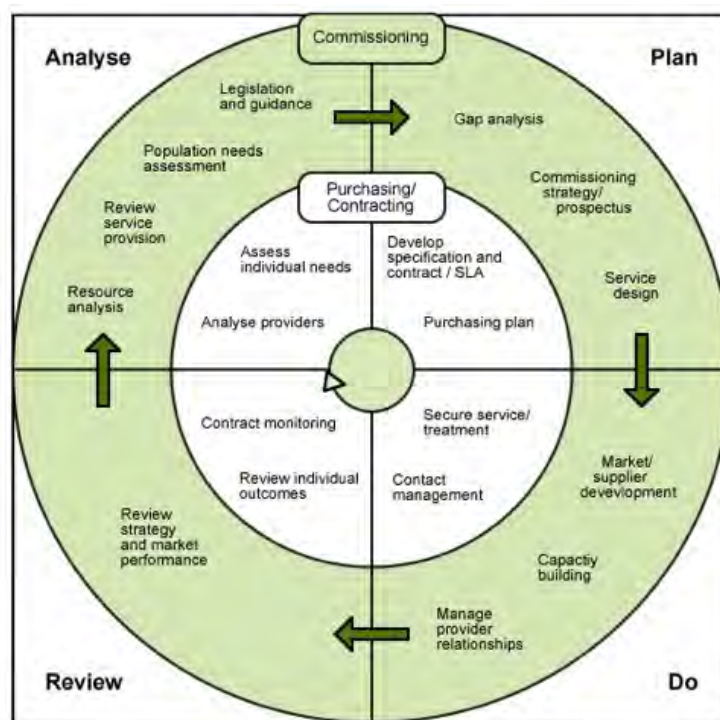 Commissioning
Analyse
Plan
Legislation
and guidance
Gap analysis
Population needs
assessment
Commissioning
strategy/
prospectus
Purchasing/
Contracting
Review
service
provision
Assess
individual needs
Develop
specification and
contract / SLA
Resource
analysis
Service
design
Analyse providers
Purchasing plan
Contract monitoring
Secure service/
treatment
Review individual
outcomes
Contact
management
Market/
supplier
devevlopment
Review
strategy
and market
performance
Capactiy
building
Manage
provider
relationships
Review
Do